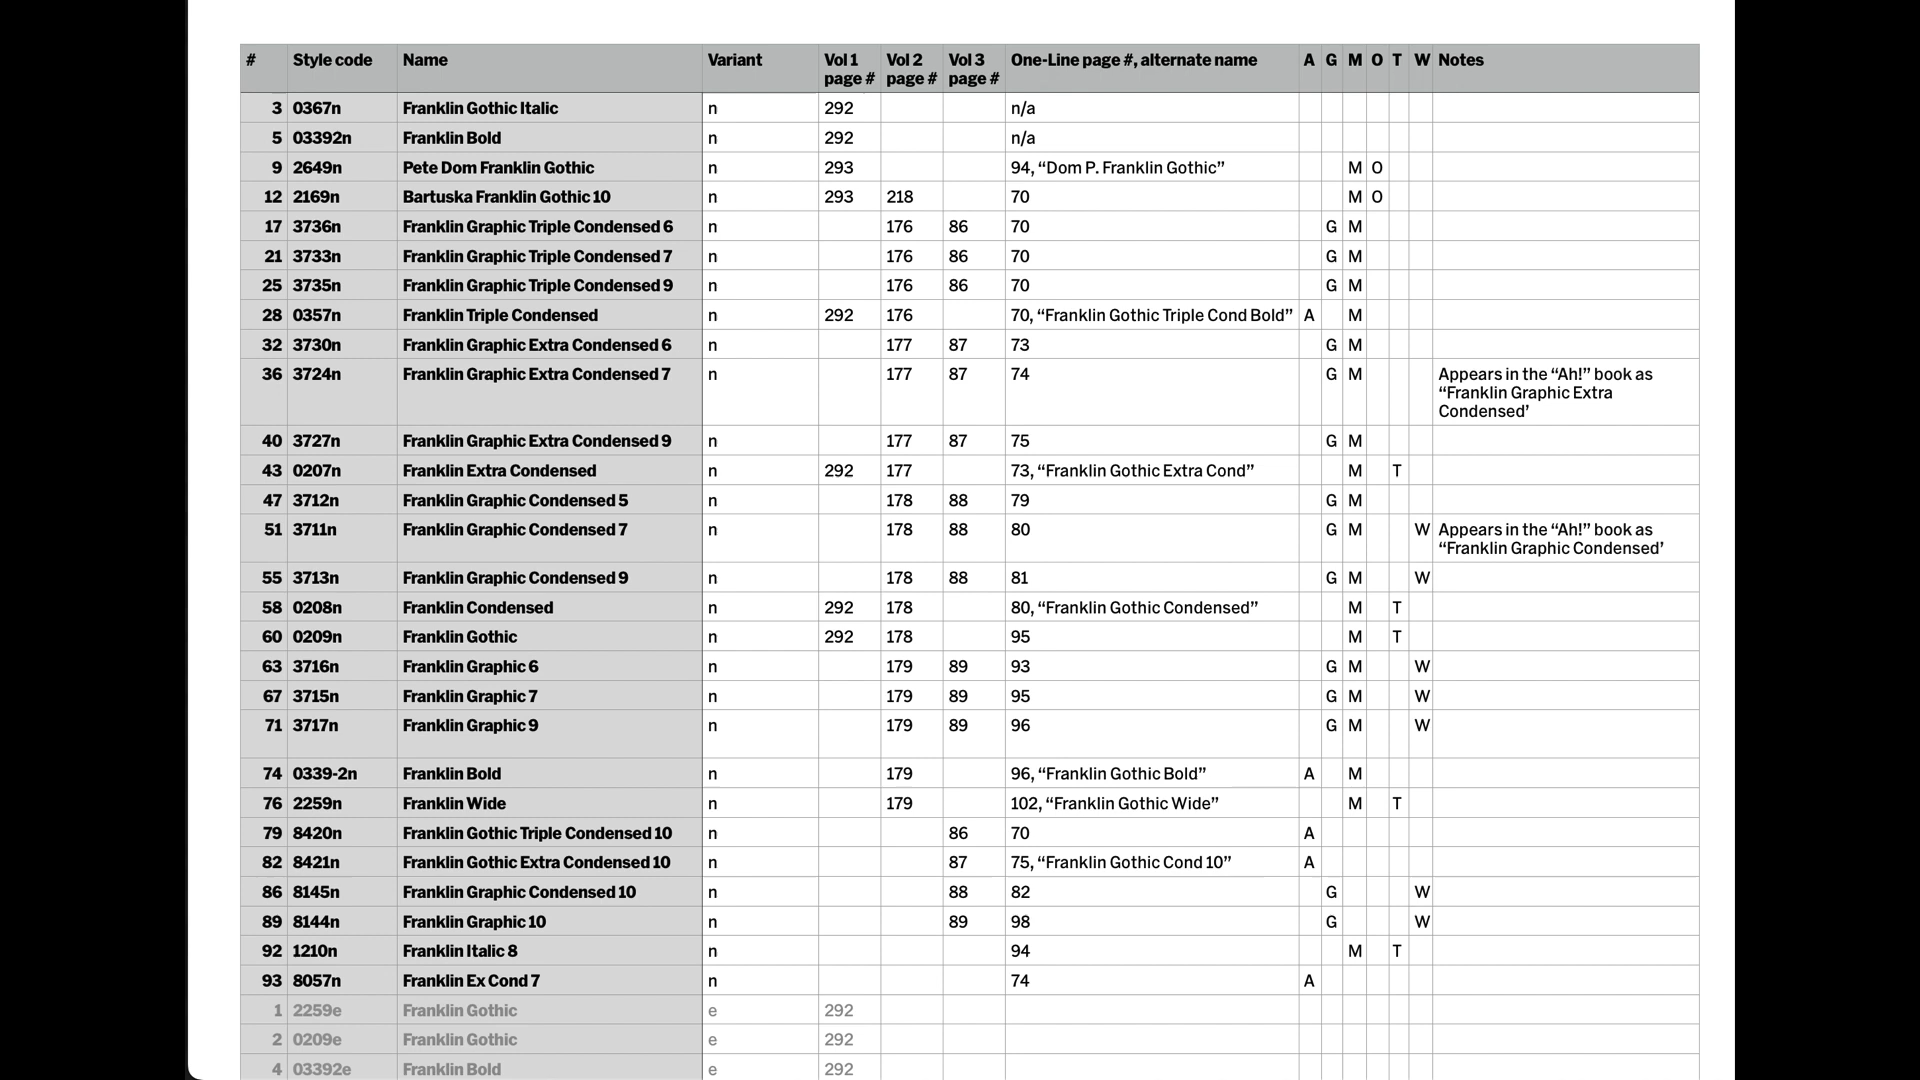 # Style code Name Variant Vol 1 page # Vol 2 page # Vol 3 page # One-Line page #, alternate name A G M O T W Notes
3 0367n Franklin Gothic Italic n 292 n/a
5 03392n Franklin Bold n 292 n/a
9 2649n Pete Dom Franklin Gothic n 293 94, “Dom P. Franklin Gothic” M O
12 2169n Bartuska Franklin Gothic 10 n 293 218 70 M O
17 3736n Franklin Graphic Triple Condensed 6 n 176 86 70 G M
21 3733n Franklin Graphic Triple Condensed 7 n 176 86 70 G M
25 3735n Franklin Graphic Triple Condensed 9 n 176 86 70 G M
28 0357n Franklin Triple Condensed n 292 176 70, “Franklin Gothic Triple Cond Bold” A M
32 3730n Franklin Graphic Extra Condensed 6 n 177 87 73 G M
36 3724n Franklin Graphic Extra Condensed 7 n 177 87 74 G M Appears in the “Ah!” book as
“Franklin Graphic Extra
Condensed’
40 3727n Franklin Graphic Extra Condensed 9 n 177 87 75 G M
43 0207n Franklin Extra Condensed n 292 177 73, “Franklin Gothic Extra Cond” M T
47 3712n Franklin Graphic Condensed 5 n 178 88 79 G M
51 3711n Franklin Graphic Condensed 7 n 178 88 80 G M W Appears in the “Ah!” book as
“Franklin Graphic Condensed’
55 3713n Franklin Graphic Condensed 9 n 178 88 81 G M W
58 0208n Franklin Condensed n 292 178 80, “Franklin Gothic Condensed” M T
60 0209n Franklin Gothic n 292 178 95 M T
63 3716n Franklin Graphic 6 n 179 89 93 G M W
67 3715n Franklin Graphic 7 n 179 89 95 G M W
71 3717n Franklin Graphic 9 n 179 89 96 G M W
74 0339-2n Franklin Bold n 179 96, “Franklin Gothic Bold” A M
76 2259n Franklin Wide n 179 102, “Franklin Gothic Wide” M T
79 8420n Franklin Gothic Triple Condensed 10 n 86 70 A
82 8421n Franklin Gothic Extra Condensed 10 n 87 75, “Franklin Gothic Cond 10” A
86 8145n Franklin Graphic Condensed 10 n 88 82 G W
89 8144n Franklin Graphic 10 n 89 98 G W
92 1210n Franklin Italic 8 n 94 M T
93 8057n Franklin Ex Cond 7 n 74 A
1 2259e Franklin Gothic e 292
2 0209e Franklin Gothic e 292
4 03392e Franklin Bold e 292